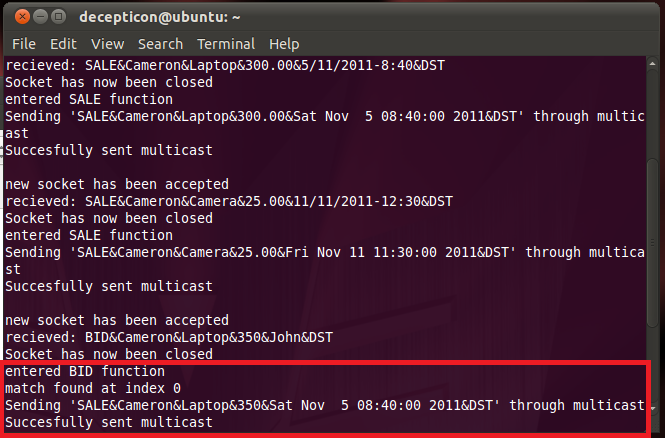 decepticon@ubuntu: ~
File Edit View Search Terminal Help
recieved: SALE&Cameron&Laptop&300.00&5/11/2011-8:40&DST
Socket has now been closed
entered SALE function
Sending 'SALE&Cameron&Laptop&300.00&Sat Nov  5 08:40:00 2011&DST' through multic
ast
Succesfully sent multicast
new socket has been accepted
recieved: SALE&Cameron&Camera&25.00&11/11/2011-12:30&DST
Socket has now been closed
entered SALE function
Sending 'SALE&Cameron&Camera&25.00&Fri Nov 11 11:30:00 2011&DST' through multica
st
Succesfully sent multicast
new socket has been accepted
recieved: BID&Cameron&Laptop&350&John&DST
Socket has now been closed
entered BID function
match found at index 0
Sending 'SALE&Cameron&Laptop&350&Sat Nov  5 08:40:00 2011&DST' through multicast
Succesfully sent multicast